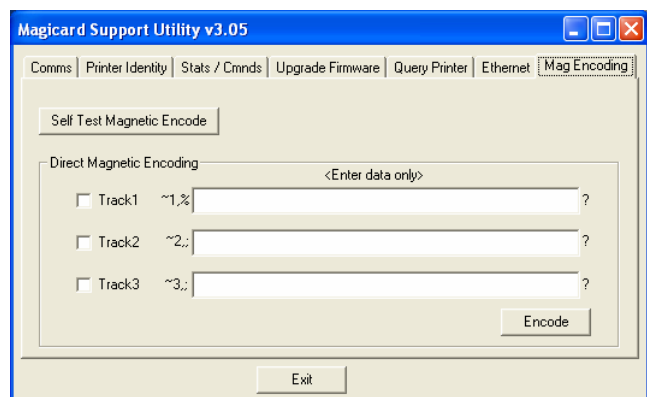 Magicard Support Utility v3.05
Comms Printer Identity Stats / Cmnds Upgrade Firmware Query Printer Ethernet Mag Encoding
Self Test Magnetic Encode
Direct Magnetic Encoding
<Enter data only>
Track1 ~1,% ?
Track2 ~2,; ?
Track3 ~3,; ?
Encode
Exit